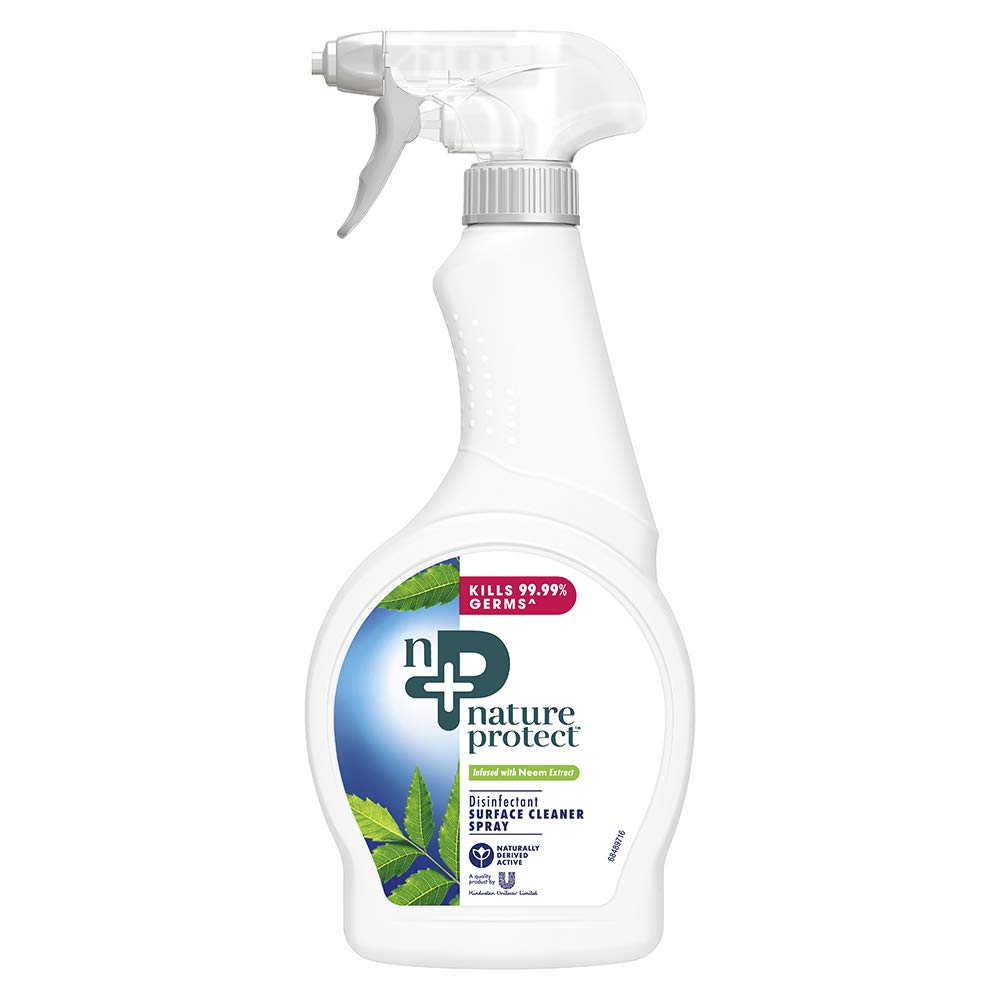 KILLS 99.99%
GERMS^
n
nature
protect™
Infused with Neem Extract
Disinfectant
SURFACE CLEANER
SPRAY
NATURALLY
DERIVED
ACTIVE
A quality
product by
Hindustan Unilever Limited
68489716